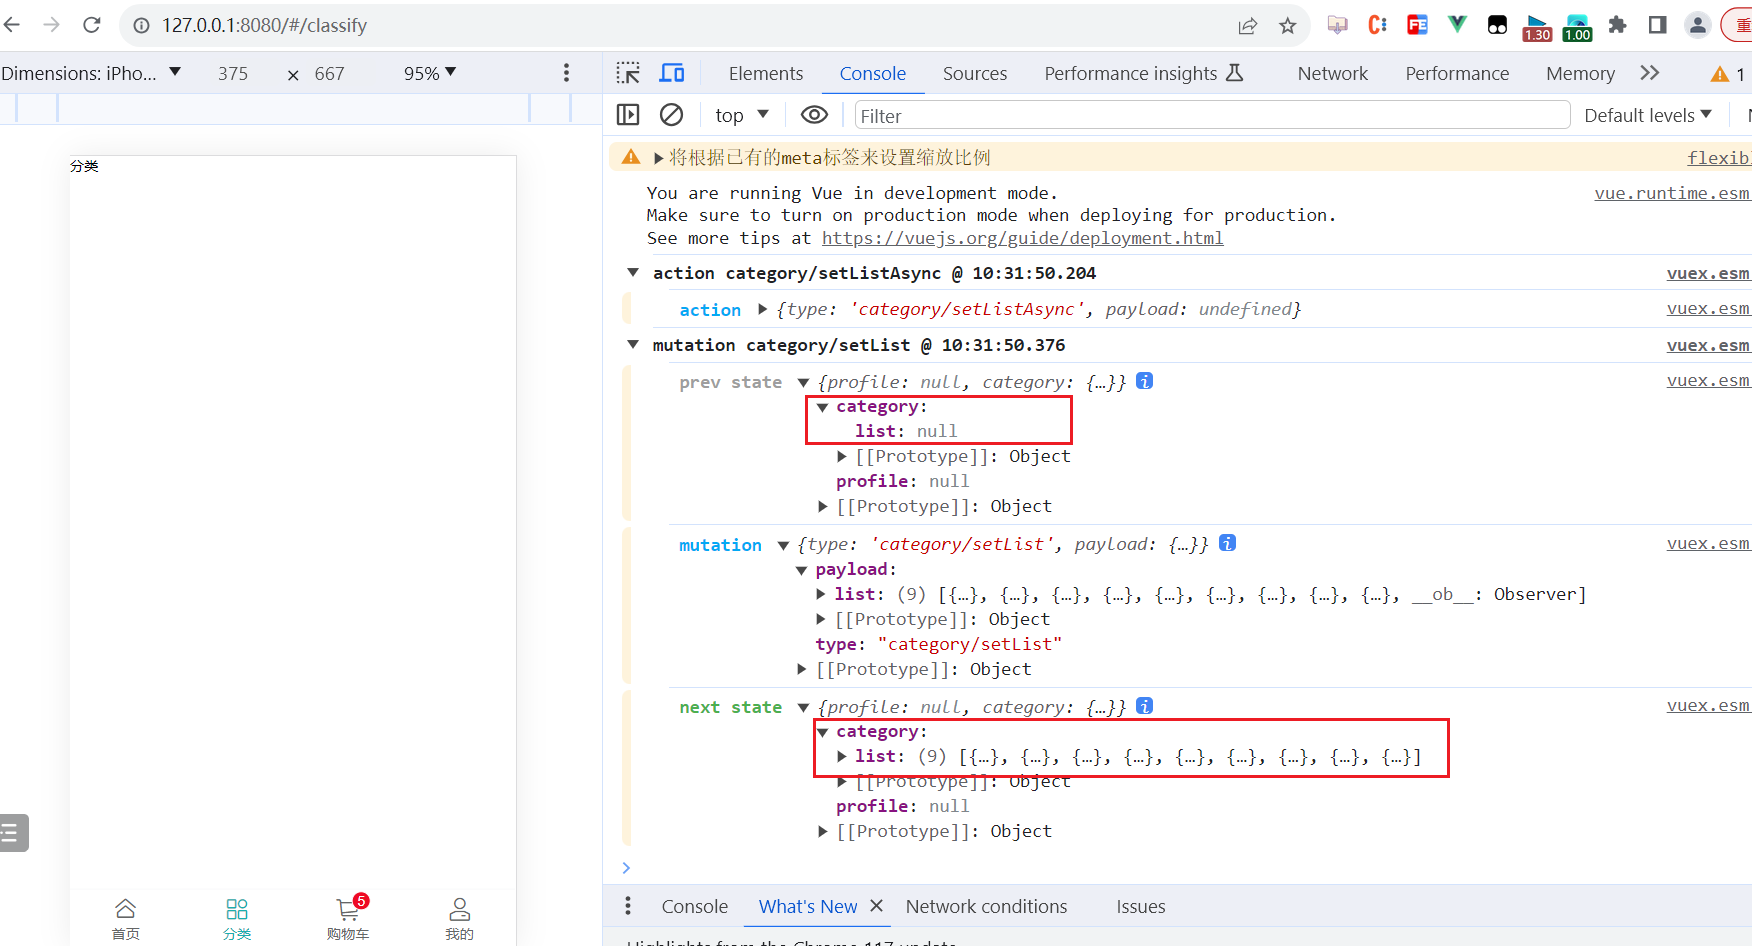 127.0.0.1:8080/#/classify
1.30
1.00
重
Dimensions: iPho... ▼ 375 × 667 95% ▼
Elements Console Sources Performance insights Network Performance Memory 1
top ▼ Filter Default levels ▼
分类
将根据已有的meta标签来设置缩放比例 flexib
You are running Vue in development mode. vue.runtime.esm
Make sure to turn on production mode when deploying for production.
See more tips at https://vuejs.org/guide/deployment.html
▼ action category/setListAsync @ 10:31:50.204 vuex.esm
action ▶ {type: 'category/setListAsync', payload: undefined} vuex.esm
▼ mutation category/setList @ 10:31:50.376 vuex.esm
prev state ▼ {profile: null, category: {…}} i vuex.esm
▼ category:
list: null
▶ [[Prototype]]: Object
profile: null
▶ [[Prototype]]: Object
mutation ▼ {type: 'category/setList', payload: {…}} i vuex.esm
▼ payload:
▶ list: (9) [{…}, {…}, {…}, {…}, {…}, {…}, {…}, {…}, {…}, __ob__: Observer]
▶ [[Prototype]]: Object
type: "category/setList"
▶ [[Prototype]]: Object
next state ▼ {profile: null, category: {…}} i vuex.esm
▼ category:
▶ list: (9) [{…}, {…}, {…}, {…}, {…}, {…}, {…}, {…}, {…}]
▶ [[Prototype]]: Object
profile: null
▶ [[Prototype]]: Object
5
首页 分类 购物车 我的
Console What's New × Network conditions Issues
Highlights from the Chrome 117 update